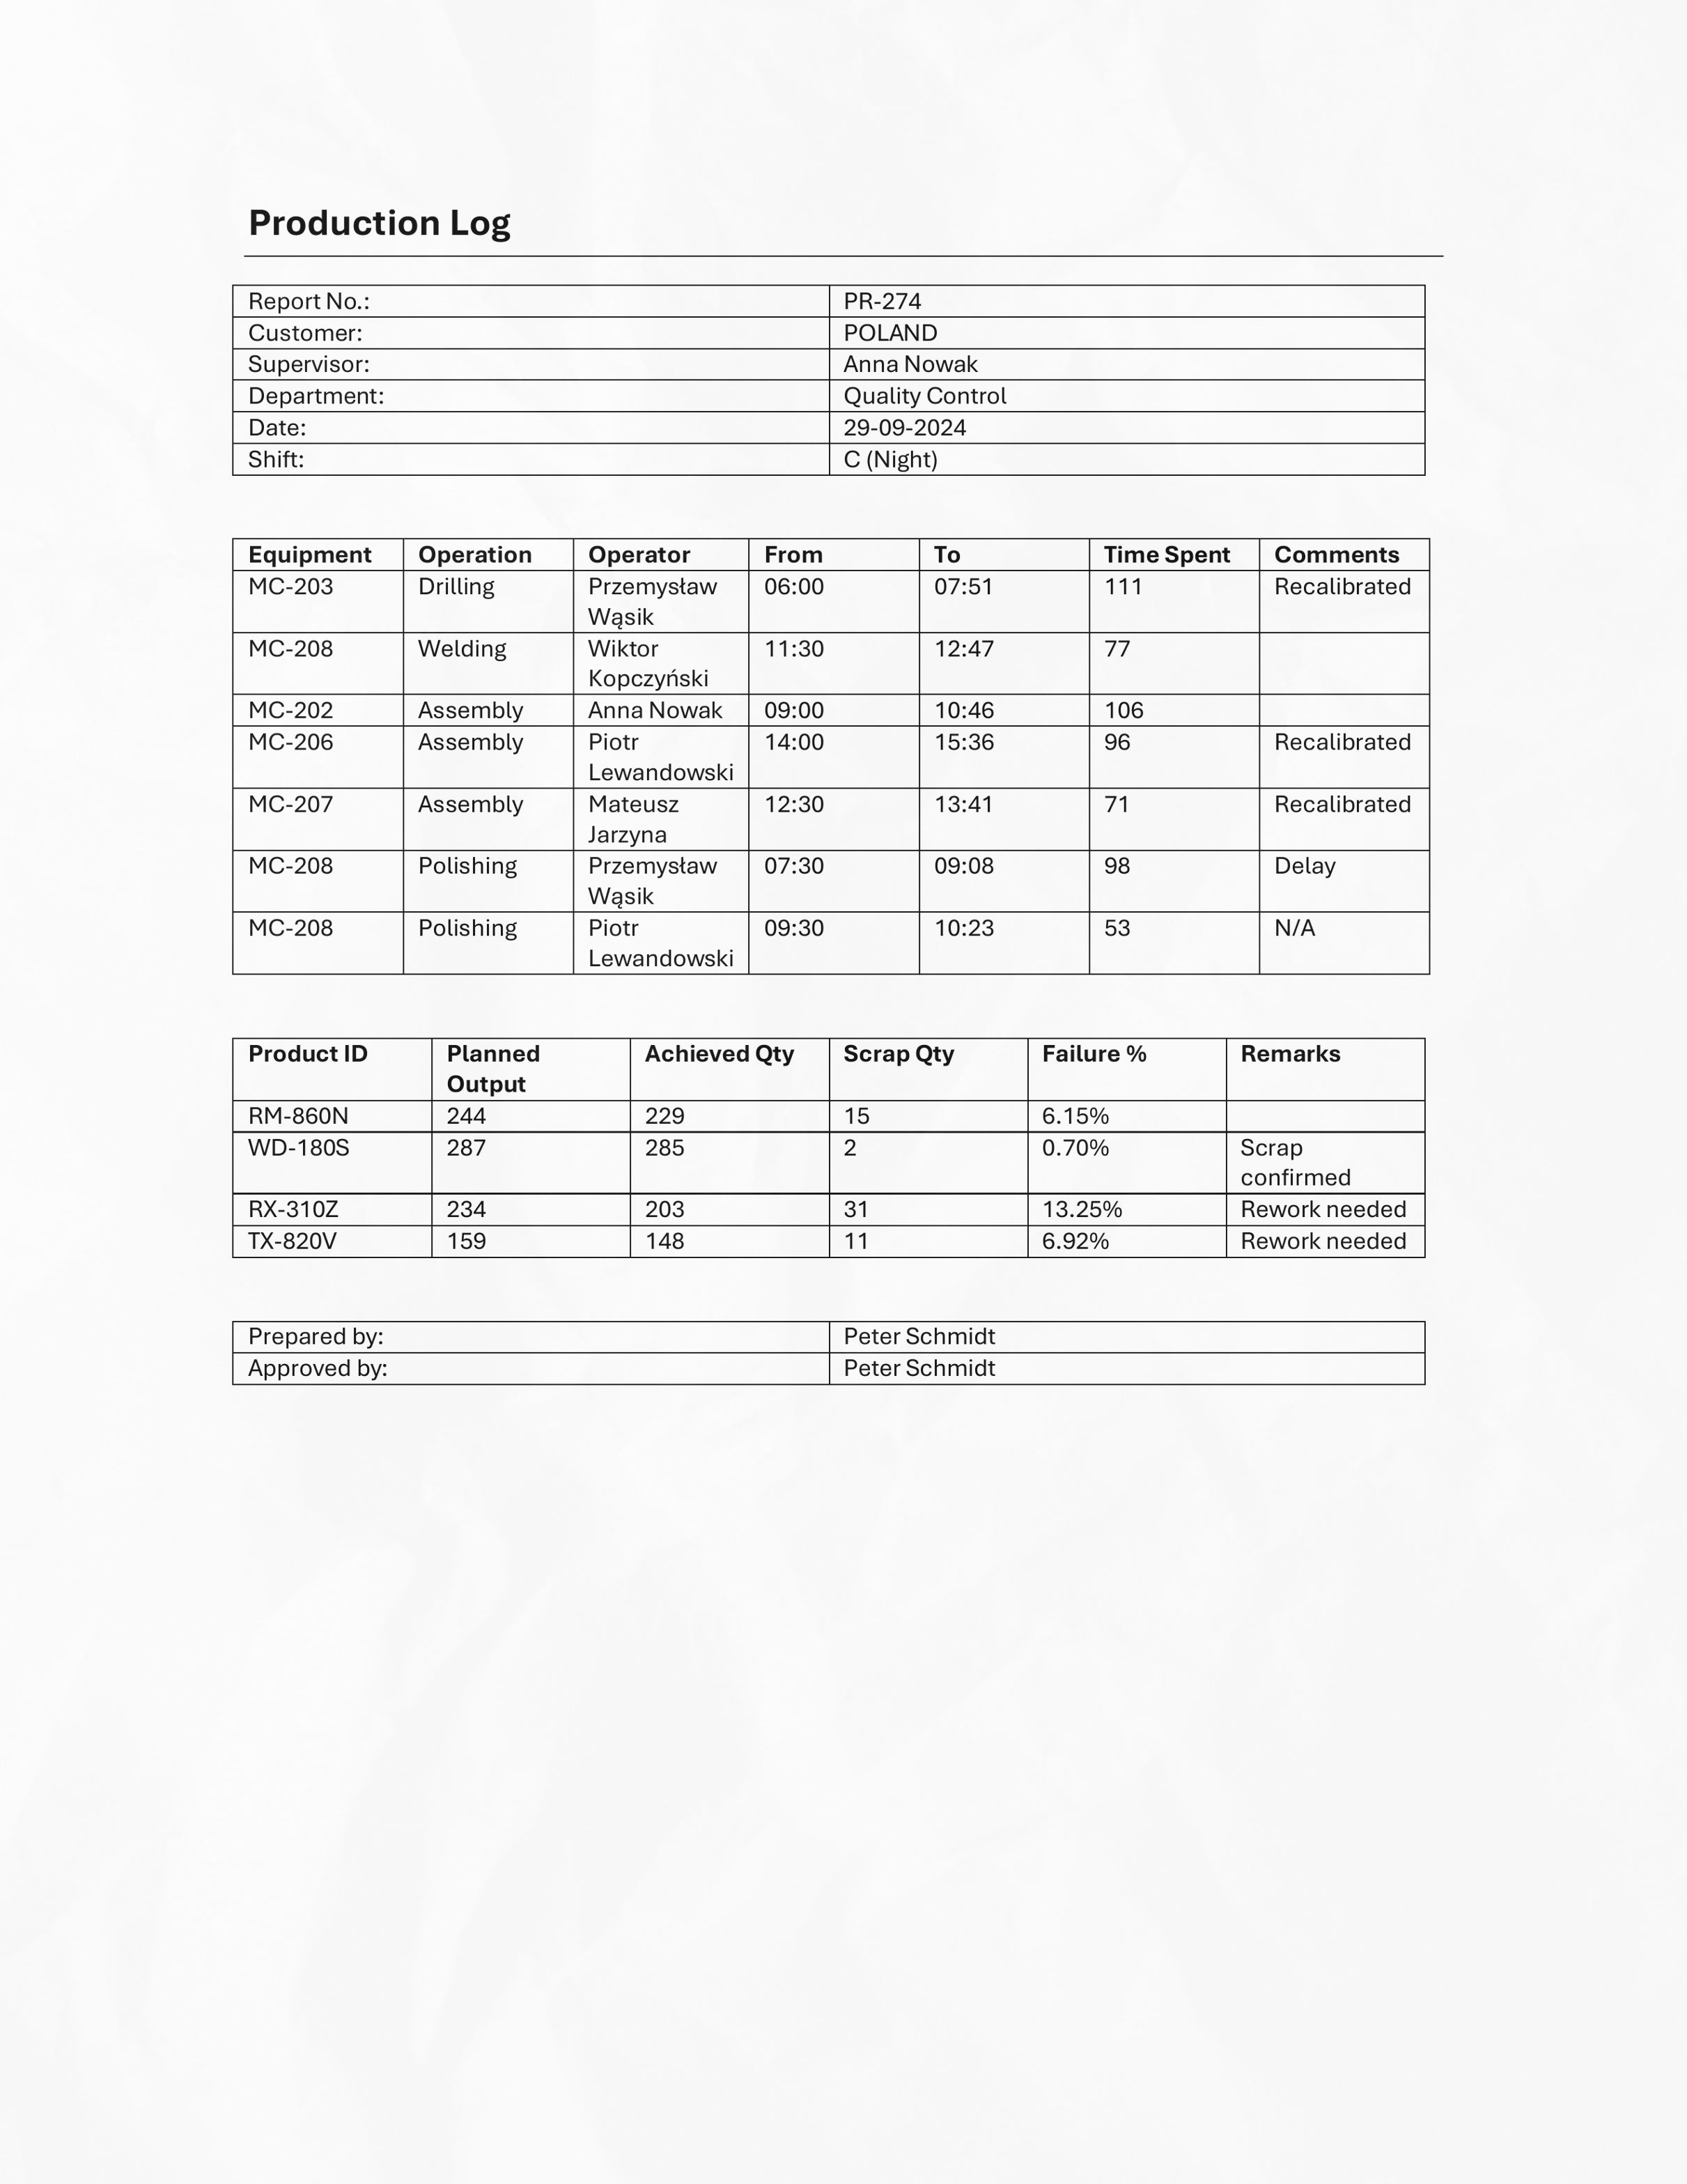 Production Log
Report No.: PR-274
Customer: POLAND
Supervisor: Anna Nowak
Department: Quality Control
Date: 29-09-2024
Shift: C (Night)
Equipment Operation Operator From To Time Spent Comments
MC-203 Drilling Przemysław 06:00 07:51 111 Recalibrated
Wąsik
MC-208 Welding Wiktor 11:30 12:47 77
Kopczyński
MC-202 Assembly Anna Nowak 09:00 10:46 106
MC-206 Assembly Piotr 14:00 15:36 96 Recalibrated
Lewandowski
MC-207 Assembly Mateusz 12:30 13:41 71 Recalibrated
Jarzyna
MC-208 Polishing Przemysław 07:30 09:08 98 Delay
Wąsik
MC-208 Polishing Piotr 09:30 10:23 53 N/A
Lewandowski
Product ID Planned Achieved Qty Scrap Qty Failure % Remarks
Output
RM-860N 244 229 15 6.15%
WD-180S 287 285 2 0.70% Scrap
confirmed
RX-310Z 234 203 31 13.25% Rework needed
TX-820V 159 148 11 6.92% Rework needed
Prepared by: Peter Schmidt
Approved by: Peter Schmidt